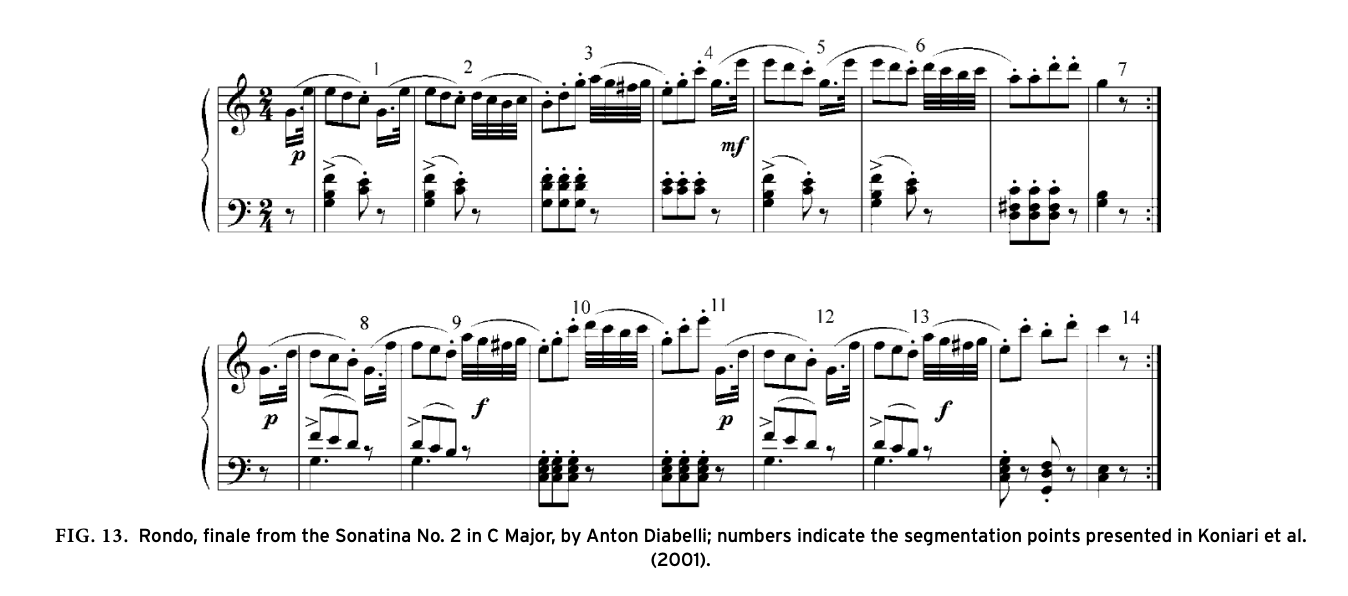 1 2 3 4 5 6 7
2 4 p mf
2 4
8 9 10 11 12 13 14
p f p f
FIG. 13. Rondo, finale from the Sonatina No. 2 in C Major, by Anton Diabelli; numbers indicate the segmentation points presented in Koniari et al.
(2001).